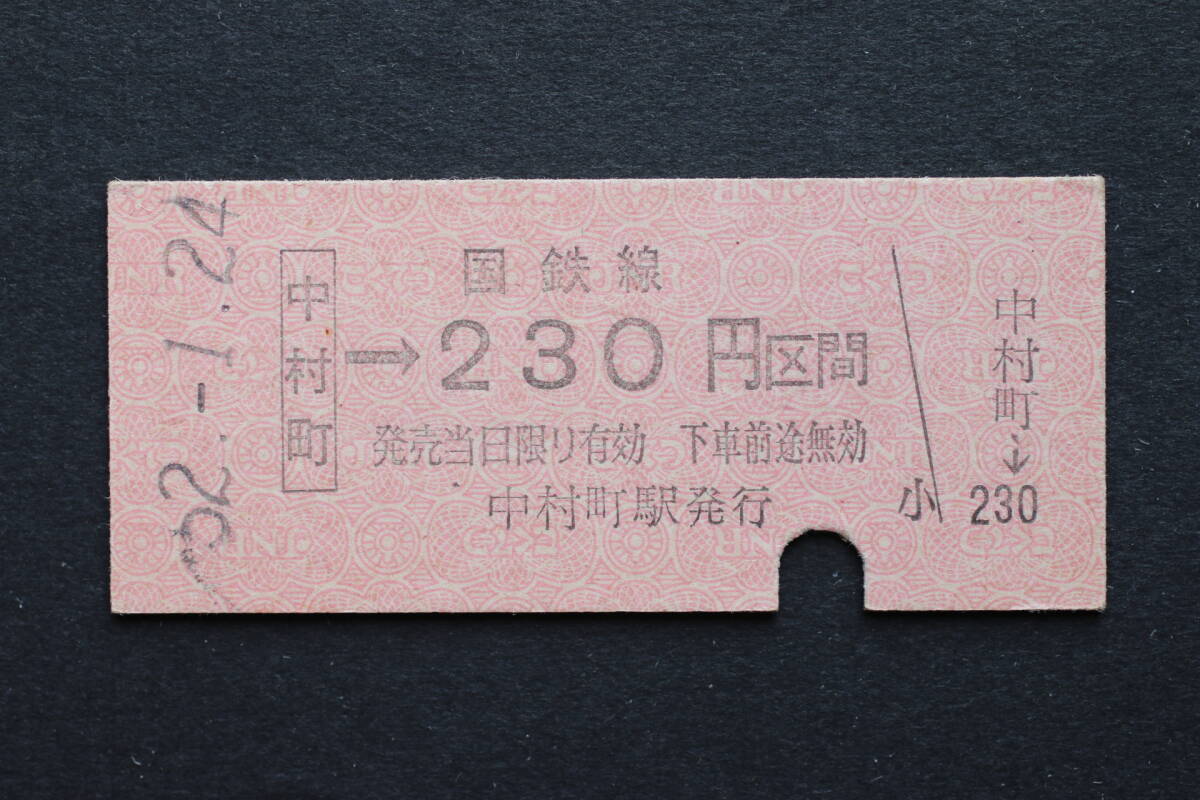 52.-1.24
中村町
国鉄線
→230円区間
発売当日限り有効 下車前途無効
中村町駅発行
小
中村町→
230